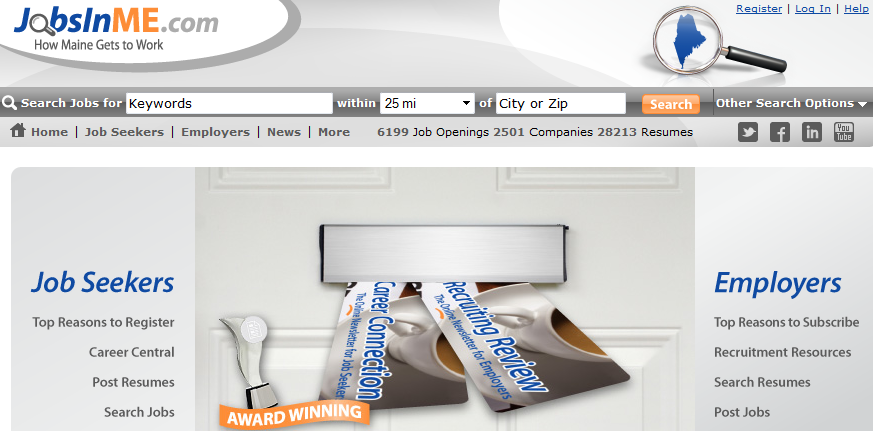 JobsInME.com
How Maine Gets to Work
Register | Log In | Help
Search Jobs for Keywords within 25 mi of City or Zip Search Other Search Options
Home | Job Seekers | Employers | News | More 6199 Job Openings 2501 Companies 28213 Resumes
You
Tube
Job Seekers
Top Reasons to Register
Career Central
Post Resumes
Search Jobs
Career Connection
The Online Newsletter for Job Seekers
Recruiting Review
The Online Newsletter for Employers
AWARD WINNING
Employers
Top Reasons to Subscribe
Recruitment Resources
Search Resumes
Post Jobs